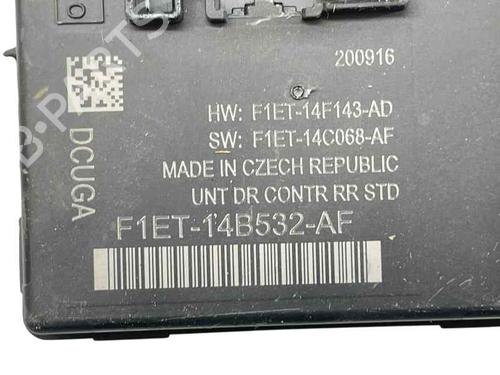 200916
HW: F1ET-14F143-AD
SW: F1ET-14C068-AF
MADE IN CZECH REPUBLIC
UNT DR CONTR RR STD
DCUGA
F1ET-14B532-AF
B-PARTS